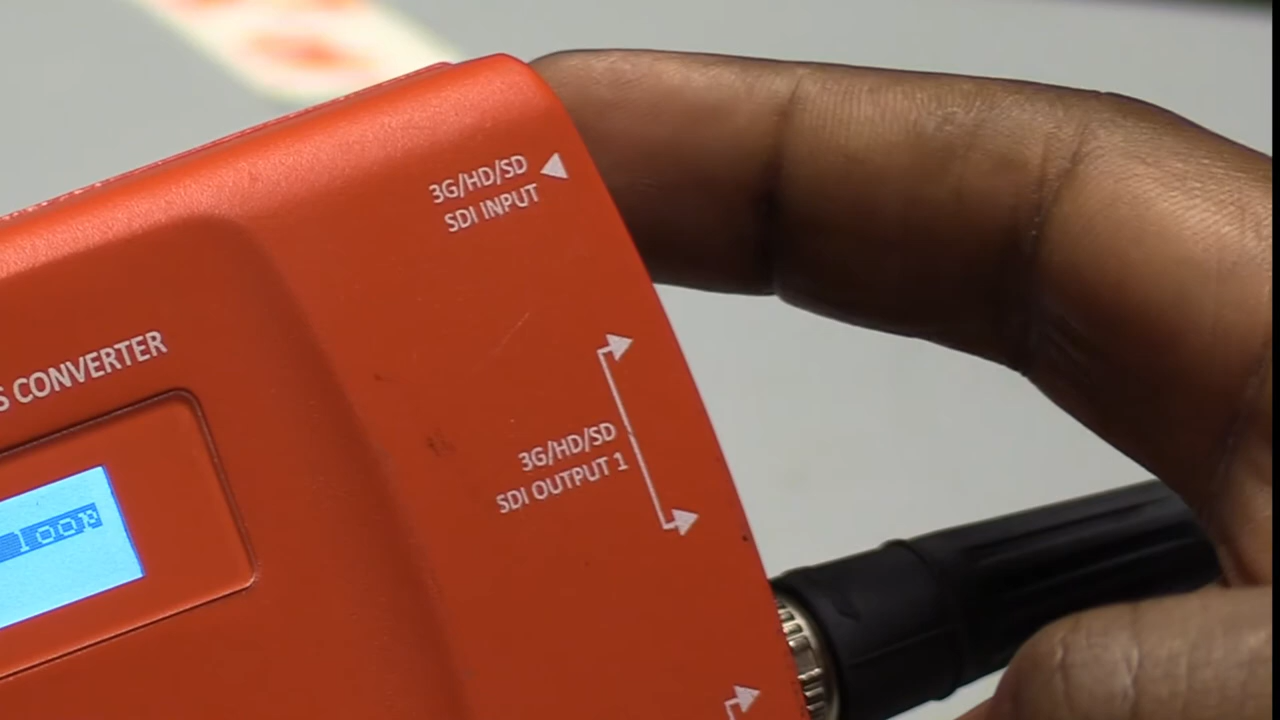 3G/HD/SD
SDI INPUT
S CONVERTER
3G/HD/SD
SDI OUTPUT 1
loop